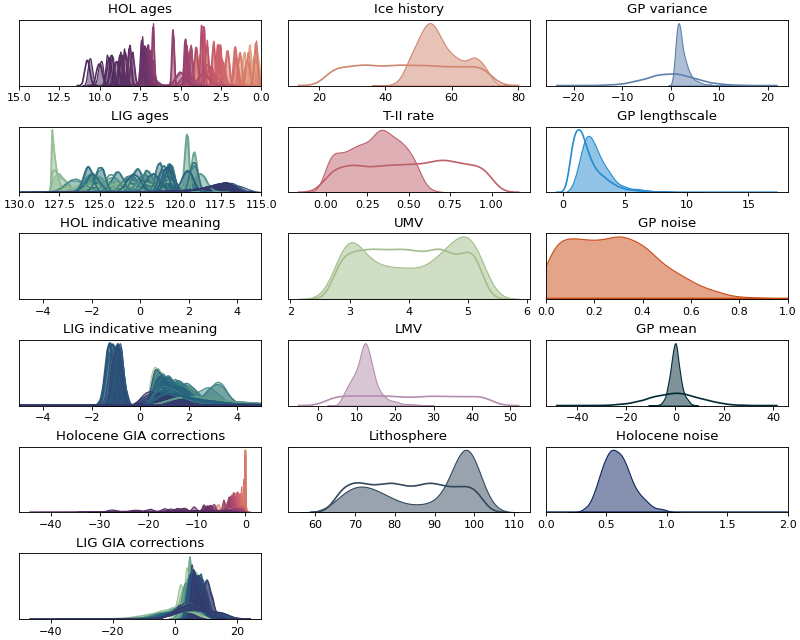 HOL ages Ice history GP variance
15.0 12.5 10.0 7.5 5.0 2.5 0.0 20 40 60 80 −20 −10 0 10 20
LIG ages T-II rate GP lengthscale
130.0 127.5 125.0 122.5 120.0 117.5 115.0 0.00 0.25 0.50 0.75 1.00 0 5 10 15
HOL indicative meaning UMV GP noise
−4 −2 0 2 4 2 3 4 5 6 0.0 0.2 0.4 0.6 0.8 1.0
LIG indicative meaning LMV GP mean
−4 −2 0 2 4 0 10 20 30 40 50 −40 −20 0 20 40
Holocene GIA corrections Lithosphere Holocene noise
−40 −30 −20 −10 0 60 70 80 90 100 110 0.0 0.5 1.0 1.5 2.0
LIG GIA corrections
−40 −20 0 20